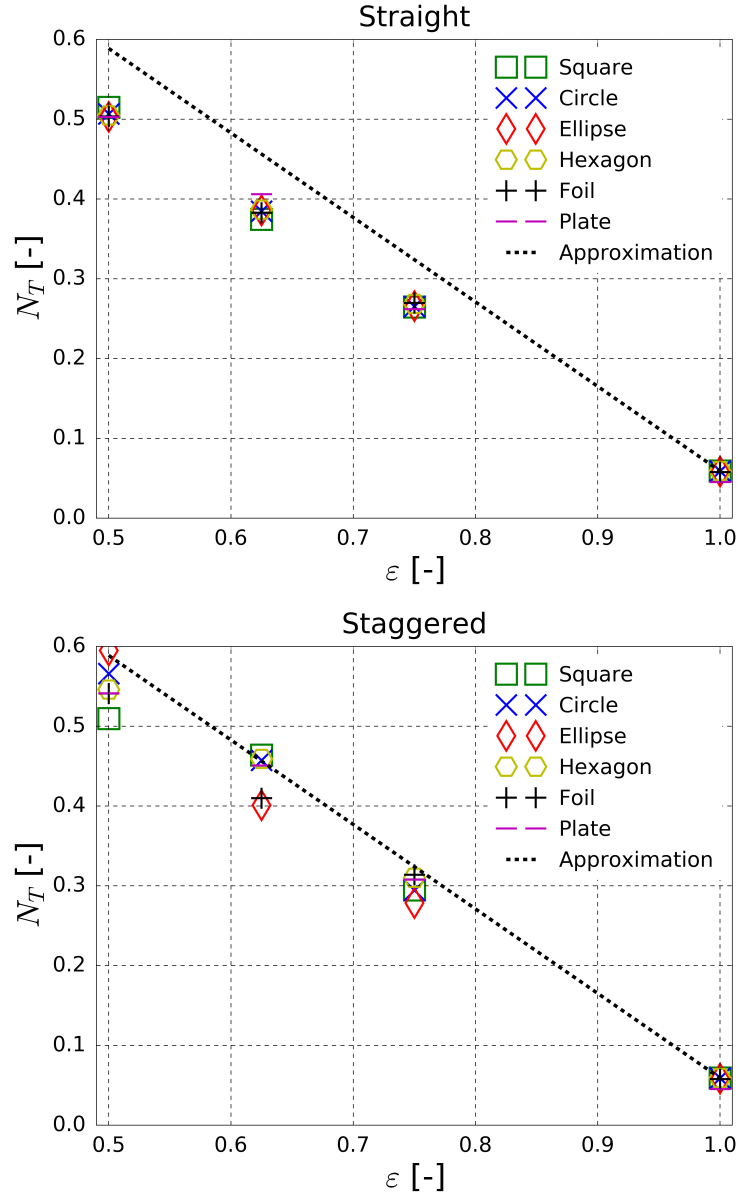 Straight
N_T [-]
0.6
0.5
0.4
0.3
0.2
0.1
0.0
Square
Circle
Ellipse
Hexagon
Foil
Plate
Approximation
0.5 0.6 0.7 0.8 0.9 1.0
ε [-]
Staggered
N_T [-]
0.6
0.5
0.4
0.3
0.2
0.1
0.0
Square
Circle
Ellipse
Hexagon
Foil
Plate
Approximation
0.5 0.6 0.7 0.8 0.9 1.0
ε [-]